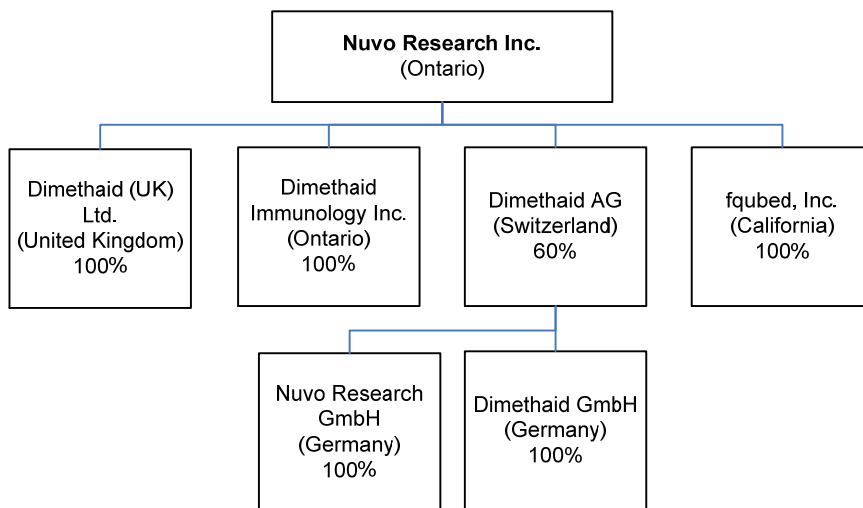 Nuvo Research Inc.
(Ontario)
Dimethaid (UK)
Ltd.
(United Kingdom)
100%
Dimethaid
Immunology Inc.
(Ontario)
100%
Dimethaid AG
(Switzerland)
60%
fqubed, Inc.
(California)
100%
Nuvo Research
GmbH
(Germany)
100%
Dimethaid GmbH
(Germany)
100%